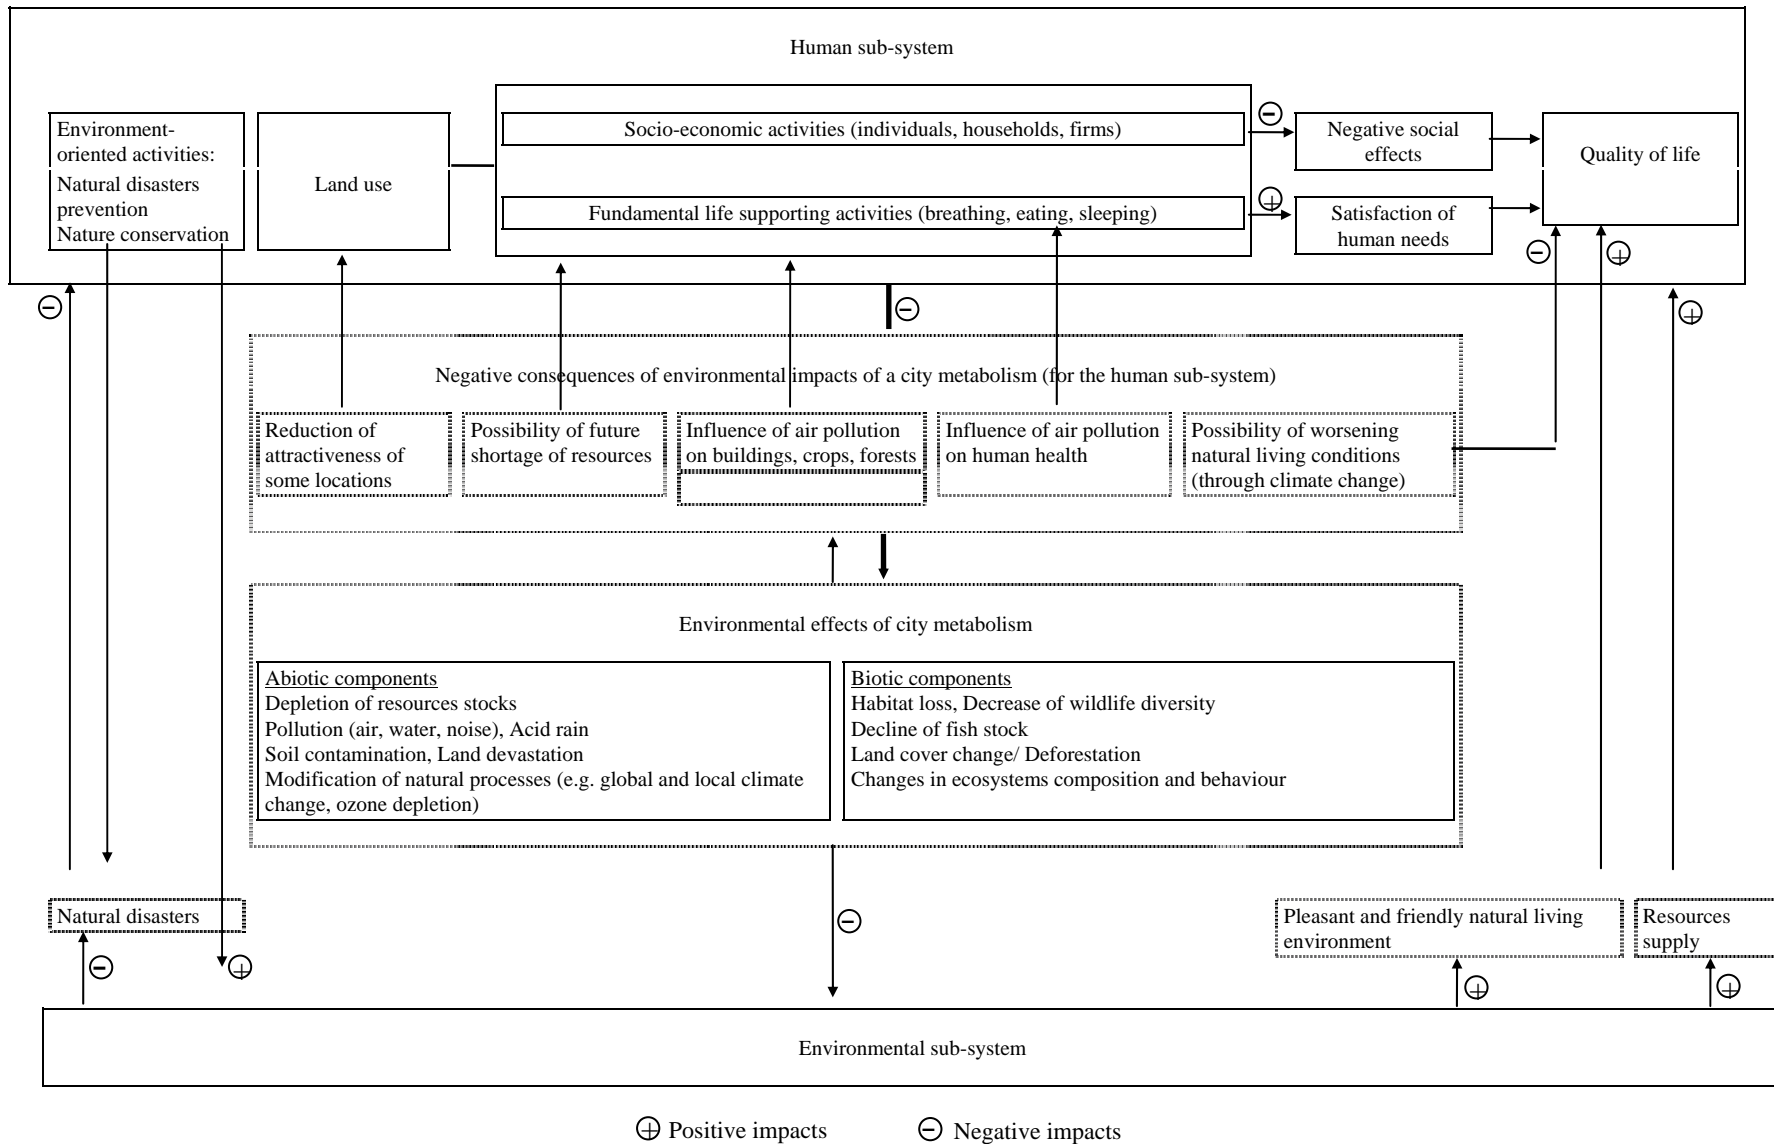 Human sub-system
Environment-
oriented activities:
Natural disasters
prevention
Nature conservation
Land use
Socio-economic activities (individuals, households, firms)
Fundamental life supporting activities (breathing, eating, sleeping)
Negative social
effects
Satisfaction of
human needs
Quality of life
Negative consequences of environmental impacts of a city metabolism (for the human sub-system)
Reduction of
attractiveness of
some locations
Possibility of future
shortage of resources
Influence of air pollution
on buildings, crops, forests
Influence of air pollution
on human health
Possibility of worsening
natural living conditions
(through climate change)
Environmental effects of city metabolism
Abiotic components
Depletion of resources stocks
Pollution (air, water, noise), Acid rain
Soil contamination, Land devastation
Modification of natural processes (e.g. global and local climate
change, ozone depletion)
Biotic components
Habitat loss, Decrease of wildlife diversity
Decline of fish stock
Land cover change/ Deforestation
Changes in ecosystems composition and behaviour
Natural disasters
Pleasant and friendly natural living
environment
Resources
supply
Environmental sub-system
Positive impacts
Negative impacts